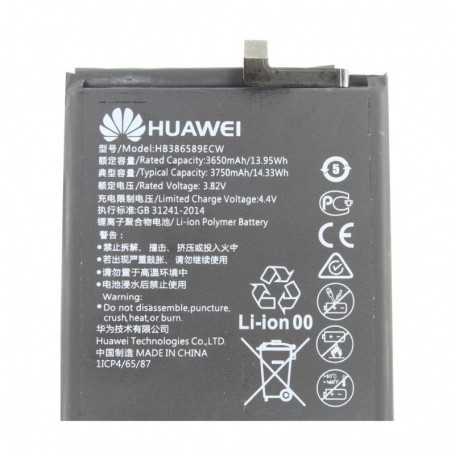 HUAWEI
型号/Model:HB386589ECW
额定容量/Rated Capacity:3650mAh/13.95Wh
典型容量/Typical Capacity:3750mAh/14.33Wh
标称电压/Rated Voltage: 3.82V
充电限制电压/Limited Charge Voltage:4.4V
执行标准:GB 31241-2014
锂离子聚合物电池/ Li-ion Polymer Battery
禁止拆解、撞击、挤压或投入火中。
若出现严重鼓胀，请勿继续使用。
请勿置于高温环境中。
电池浸水后禁止使用！
Do not disassemble,puncture,
crush,heat,or burn.
华为技术有限公司
Huawei Technologies Co.,Ltd.
中国制造 MADE IN CHINA
1ICP4/65/87
5
Li-ion 00